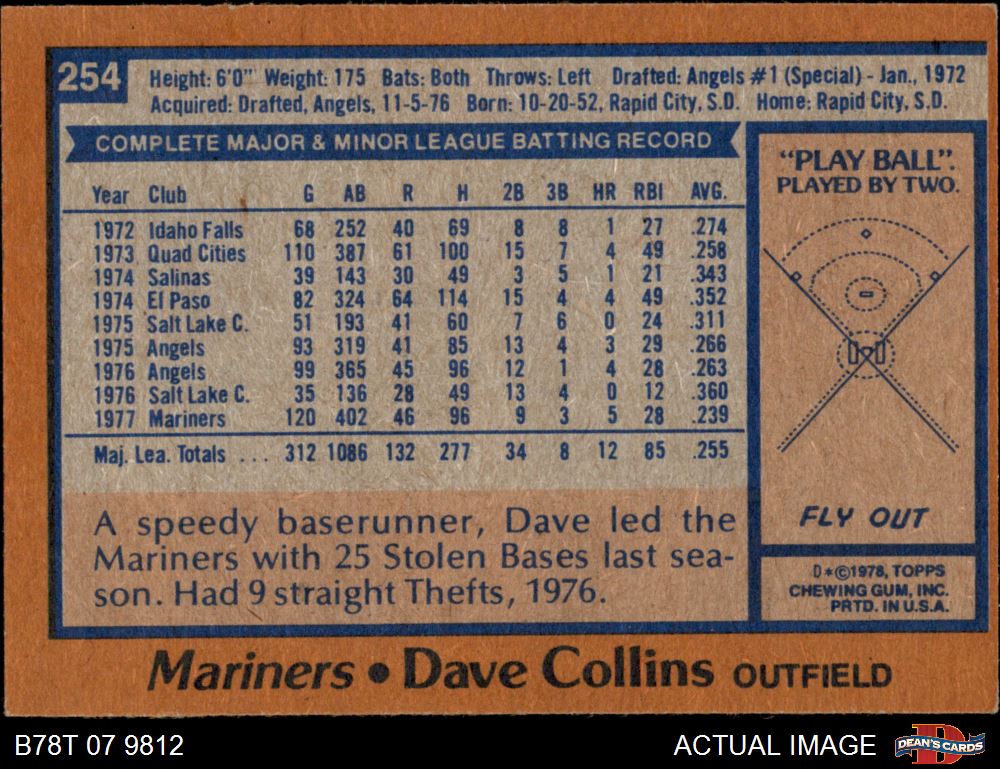 254
Height: 6'0" Weight: 175 Bats: Both Throws: Left Drafted: Angels #1 (Special) - Jan., 1972
Acquired: Drafted, Angels, 11-5-76 Born: 10-20-52, Rapid City, S.D. Home: Rapid City, S.D.
COMPLETE MAJOR & MINOR LEAGUE BATTING RECORD
Year Club G AB R H 2B 3B HR RBI AVG.
1972 Idaho Falls 68 252 40 69 8 8 1 27 .274
1973 Quad Cities 110 387 61 100 15 7 4 49 .258
1974 Salinas 39 143 30 49 3 5 1 21 .343
1974 El Paso 82 324 64 114 15 4 4 49 .352
1975 Salt Lake C. 51 193 41 60 7 6 0 24 .311
1975 Angels 93 319 41 85 13 4 3 29 .266
1976 Angels 99 365 45 96 12 1 4 28 .263
1976 Salt Lake C. 35 136 28 49 13 4 0 12 .360
1977 Mariners 120 402 46 96 9 3 5 28 .239
Maj. Lea. Totals ... 312 1086 132 277 34 8 12 85 .255
A speedy baserunner, Dave led the
Mariners with 25 Stolen Bases last sea-
son. Had 9 straight Thefts, 1976.
"PLAY BALL".
PLAYED BY TWO.
FLY OUT
D*©1978, TOPPS
CHEWING GUM, INC.
PRTD. IN U.S.A.
Mariners • Dave Collins OUTFIELD
B78T 07 9812
ACTUAL IMAGE
D
DEAN'S CARDS